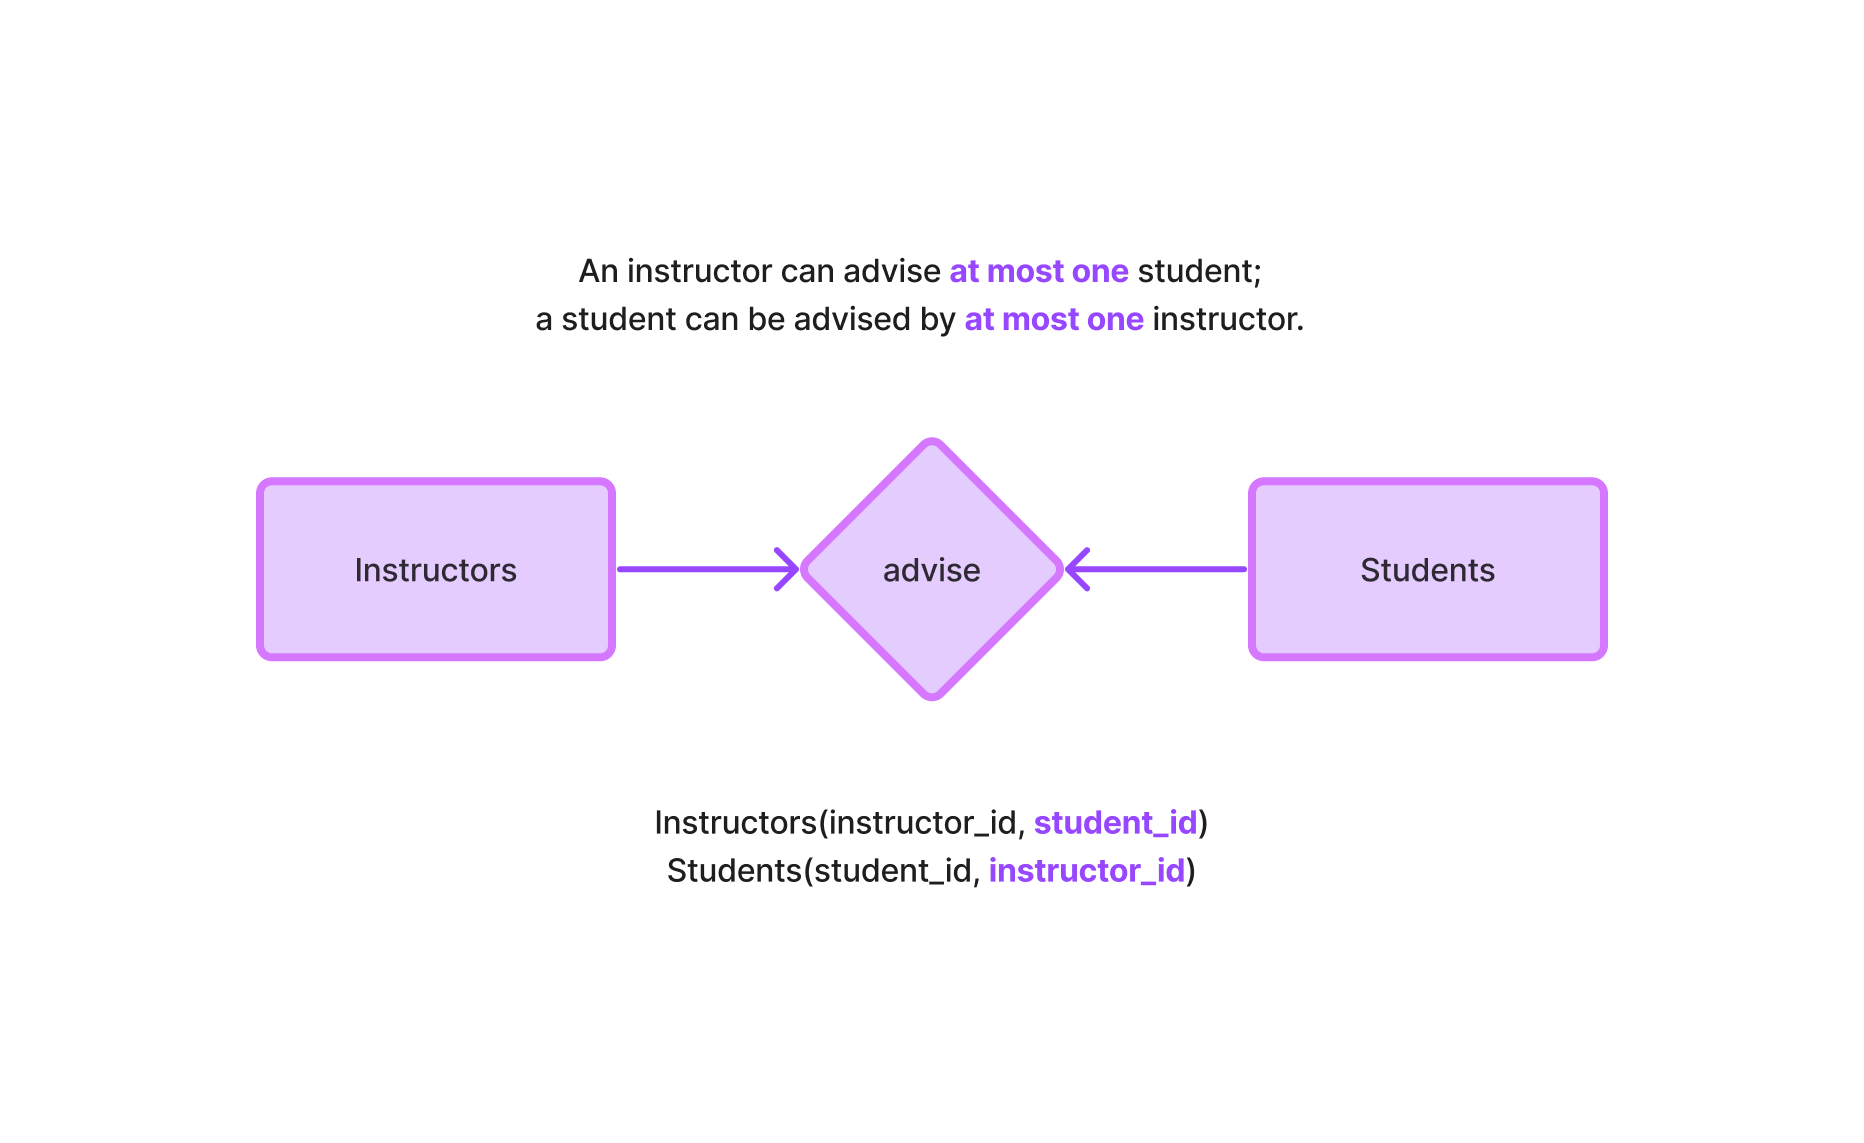 An instructor can advise at most one student;
a student can be advised by at most one instructor.
Instructors
advise
Students
Instructors(instructor_id, student_id)
Students(student_id, instructor_id)